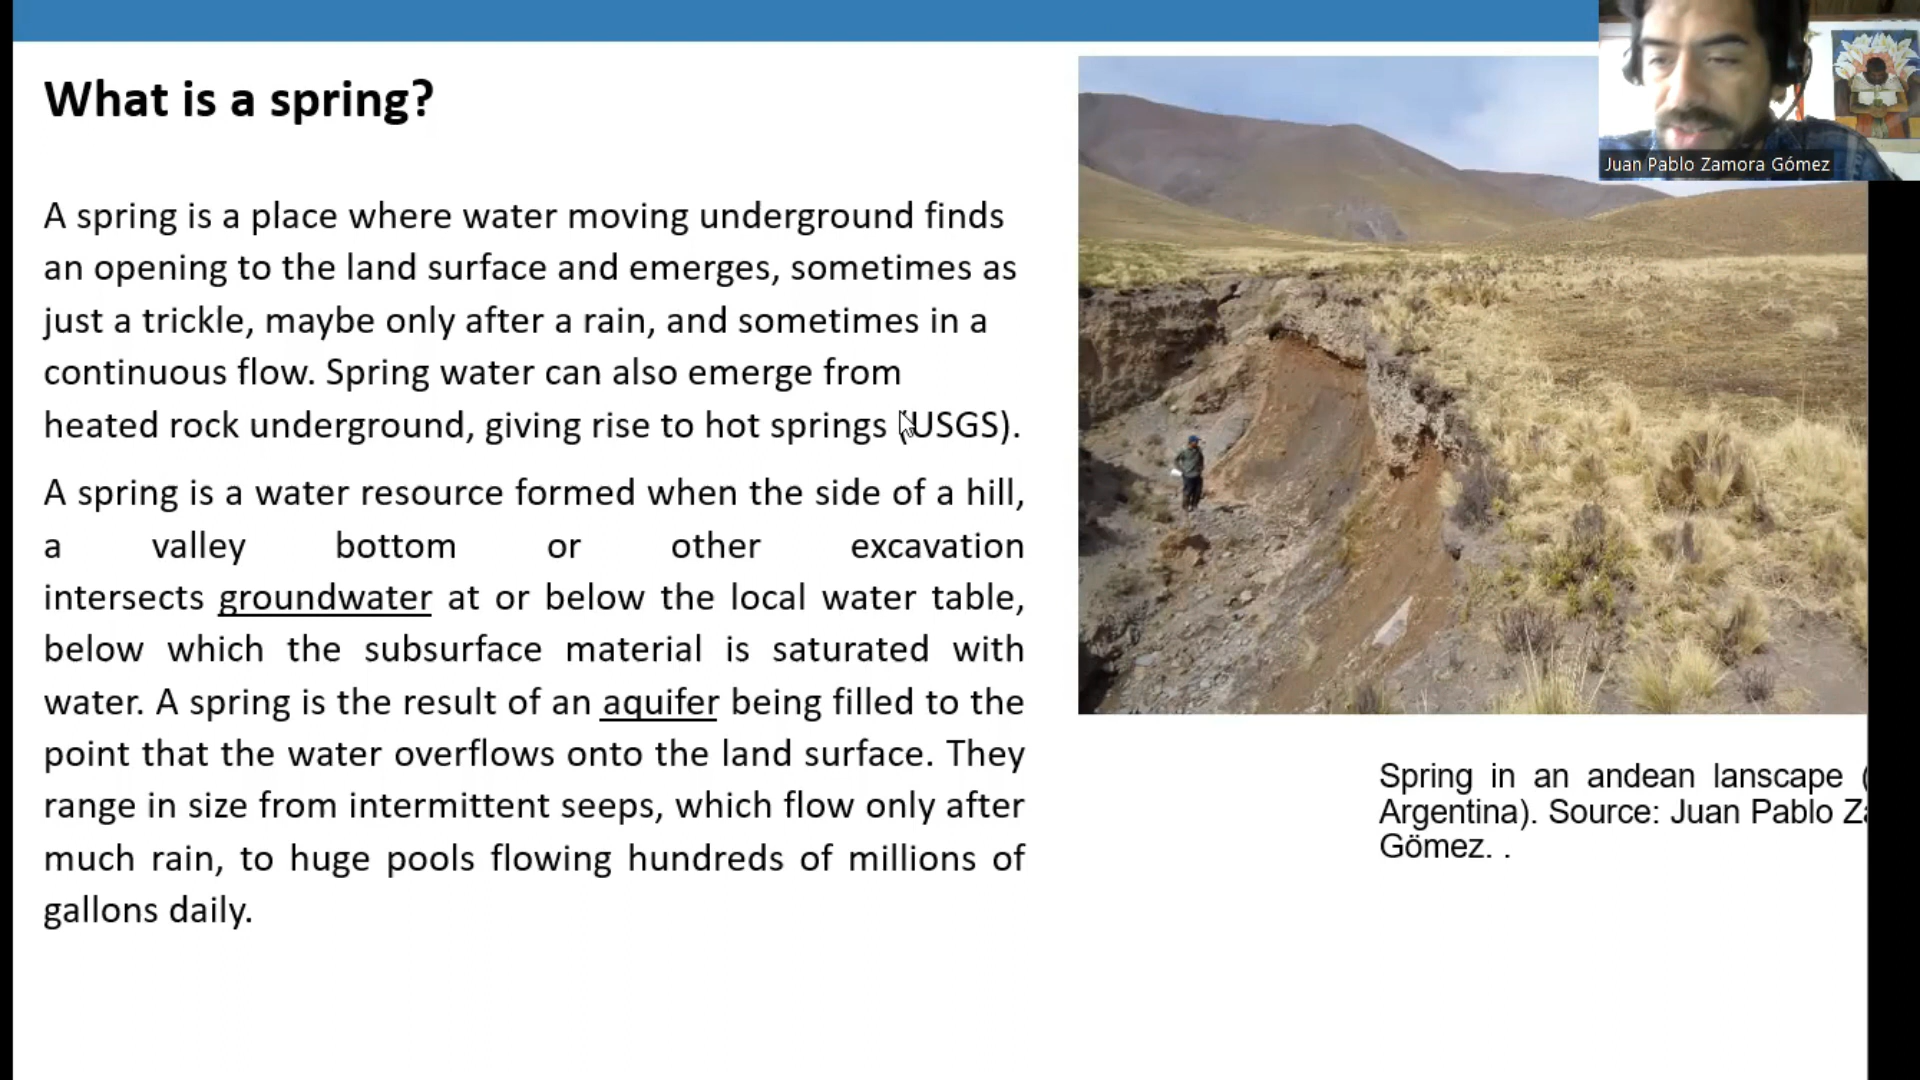 What is a spring?
A spring is a place where water moving underground finds
an opening to the land surface and emerges, sometimes as
just a trickle, maybe only after a rain, and sometimes in a
continuous flow. Spring water can also emerge from
heated rock underground, giving rise to hot springs (USGS).
A spring is a water resource formed when the side of a hill,
a valley bottom or other excavation
intersects groundwater at or below the local water table,
below which the subsurface material is saturated with
water. A spring is the result of an aquifer being filled to the
point that the water overflows onto the land surface. They
range in size from intermittent seeps, which flow only after
much rain, to huge pools flowing hundreds of millions of
gallons daily.
Juan Pablo Zamora Gómez
Spring in an andean lanscape (
Argentina). Source: Juan Pablo
Gömez. .